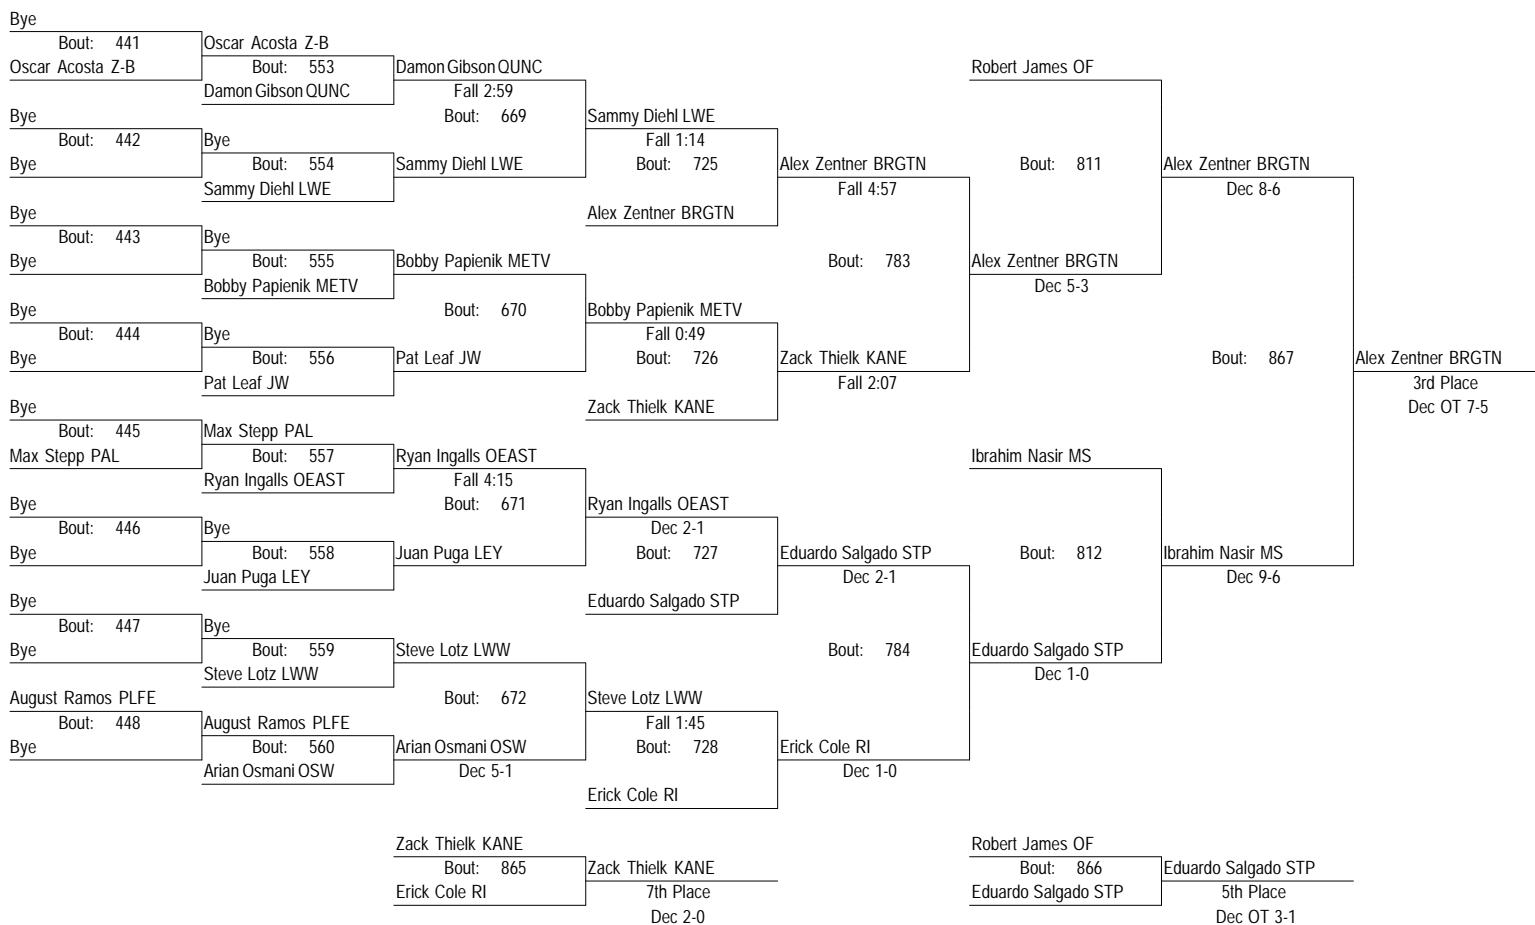 Bye
Bout: 441
Oscar Acosta Z-B
Oscar Acosta Z-B
Bout: 553
Damon Gibson QUNC
Damon Gibson QUNC
Fall 2:59
Bout: 669
Bye
Bout: 442
Bye
Bye
Bout: 554
Sammy Diehl LWE
Sammy Diehl LWE
Sammy Diehl LWE
Fall 1:14
Bout: 725
Alex Zentner BRGTN
Alex Zentner BRGTN
Fall 4:57
Bye
Bout: 443
Bye
Bye
Bout: 555
Bobby Papienik METV
Bobby Papienik METV
Bout: 670
Bye
Bout: 444
Bye
Bye
Bout: 556
Pat Leaf JW
Pat Leaf JW
Bobby Papienik METV
Fall 0:49
Bout: 726
Zack Thielk KANE
Zack Thielk KANE
Fall 2:07
Bout: 783
Alex Zentner BRGTN
Dec 5-3
Robert James OF
Bout: 811
Alex Zentner BRGTN
Dec 8-6
Bye
Bout: 445
Max Stepp PAL
Max Stepp PAL
Bout: 557
Ryan Ingalls OEAST
Ryan Ingalls OEAST
Fall 4:15
Bout: 671
Bye
Bout: 446
Bye
Bye
Bout: 558
Juan Puga LEY
Juan Puga LEY
Ryan Ingalls OEAST
Dec 2-1
Bout: 727
Eduardo Salgado STP
Eduardo Salgado STP
Dec 2-1
Bye
Bout: 447
Bye
Bye
Bout: 559
Steve Lotz LWW
Steve Lotz LWW
Bout: 672
August Ramos PLFE
Bout: 448
Bye
August Ramos PLFE
Bout: 560
Arian Osmani OSW
Arian Osmani OSW
Dec 5-1
Steve Lotz LWW
Fall 1:45
Bout: 728
Erick Cole RI
Erick Cole RI
Dec 1-0
Bout: 784
Eduardo Salgado STP
Dec 1-0
Ibrahim Nasir MS
Bout: 812
Ibrahim Nasir MS
Dec 9-6
Bout: 867
Alex Zentner BRGTN
3rd Place
Dec OT 7-5
Zack Thielk KANE
Bout: 865
Erick Cole RI
Zack Thielk KANE
7th Place
Dec 2-0
Robert James OF
Bout: 866
Eduardo Salgado STP
Eduardo Salgado STP
5th Place
Dec OT 3-1